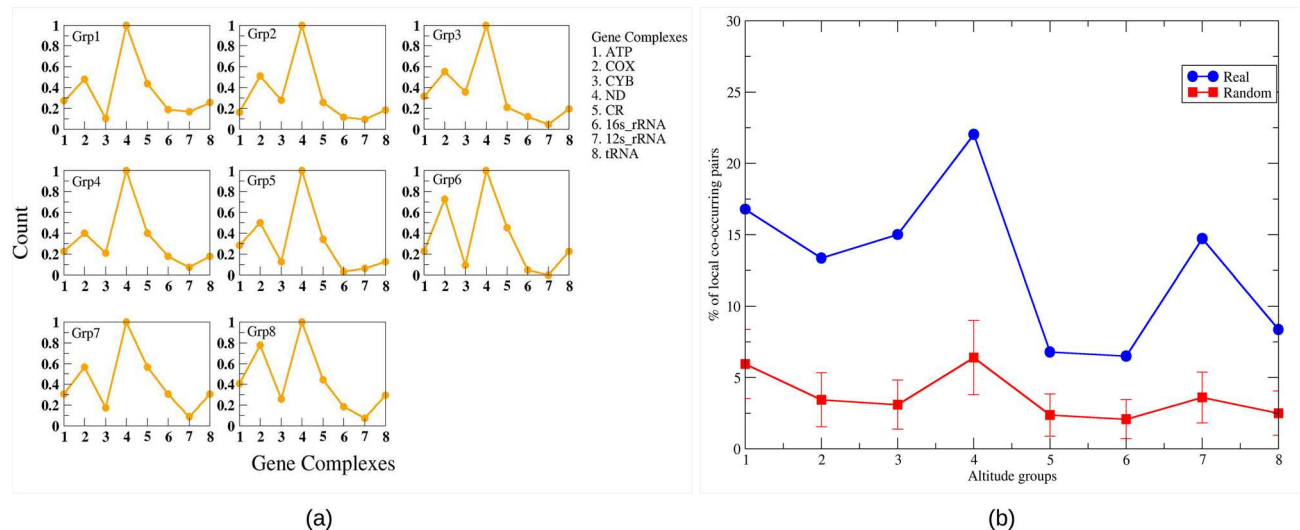 Grp1
Grp2
Grp3
Gene Complexes
1. ATP
2. COX
3. CYB
4. ND
5. CR
6. 16s_rRNA
7. 12s_rRNA
8. tRNA
1
0.8
0.6
0.4
0.2
0
1 2 3 4 5 6 7 8
1
0.8
0.6
0.4
0.2
0
1 2 3 4 5 6 7 8
1
0.8
0.6
0.4
0.2
0
1 2 3 4 5 6 7 8
Grp4
Grp5
Grp6
1
0.8
0.6
0.4
0.2
0
1 2 3 4 5 6 7 8
1
0.8
0.6
0.4
0.2
0
1 2 3 4 5 6 7 8
1
0.8
0.6
0.4
0.2
0
1 2 3 4 5 6 7 8
Grp7
Grp8
1
0.8
0.6
0.4
0.2
0
1 2 3 4 5 6 7 8
1
0.8
0.6
0.4
0.2
0
1 2 3 4 5 6 7 8
Count
Gene Complexes
(a)
30
25
20
15
10
5
0
% of local co-occurring pairs
Real
Random
1 2 3 4 5 6 7 8
Altitude groups
(b)